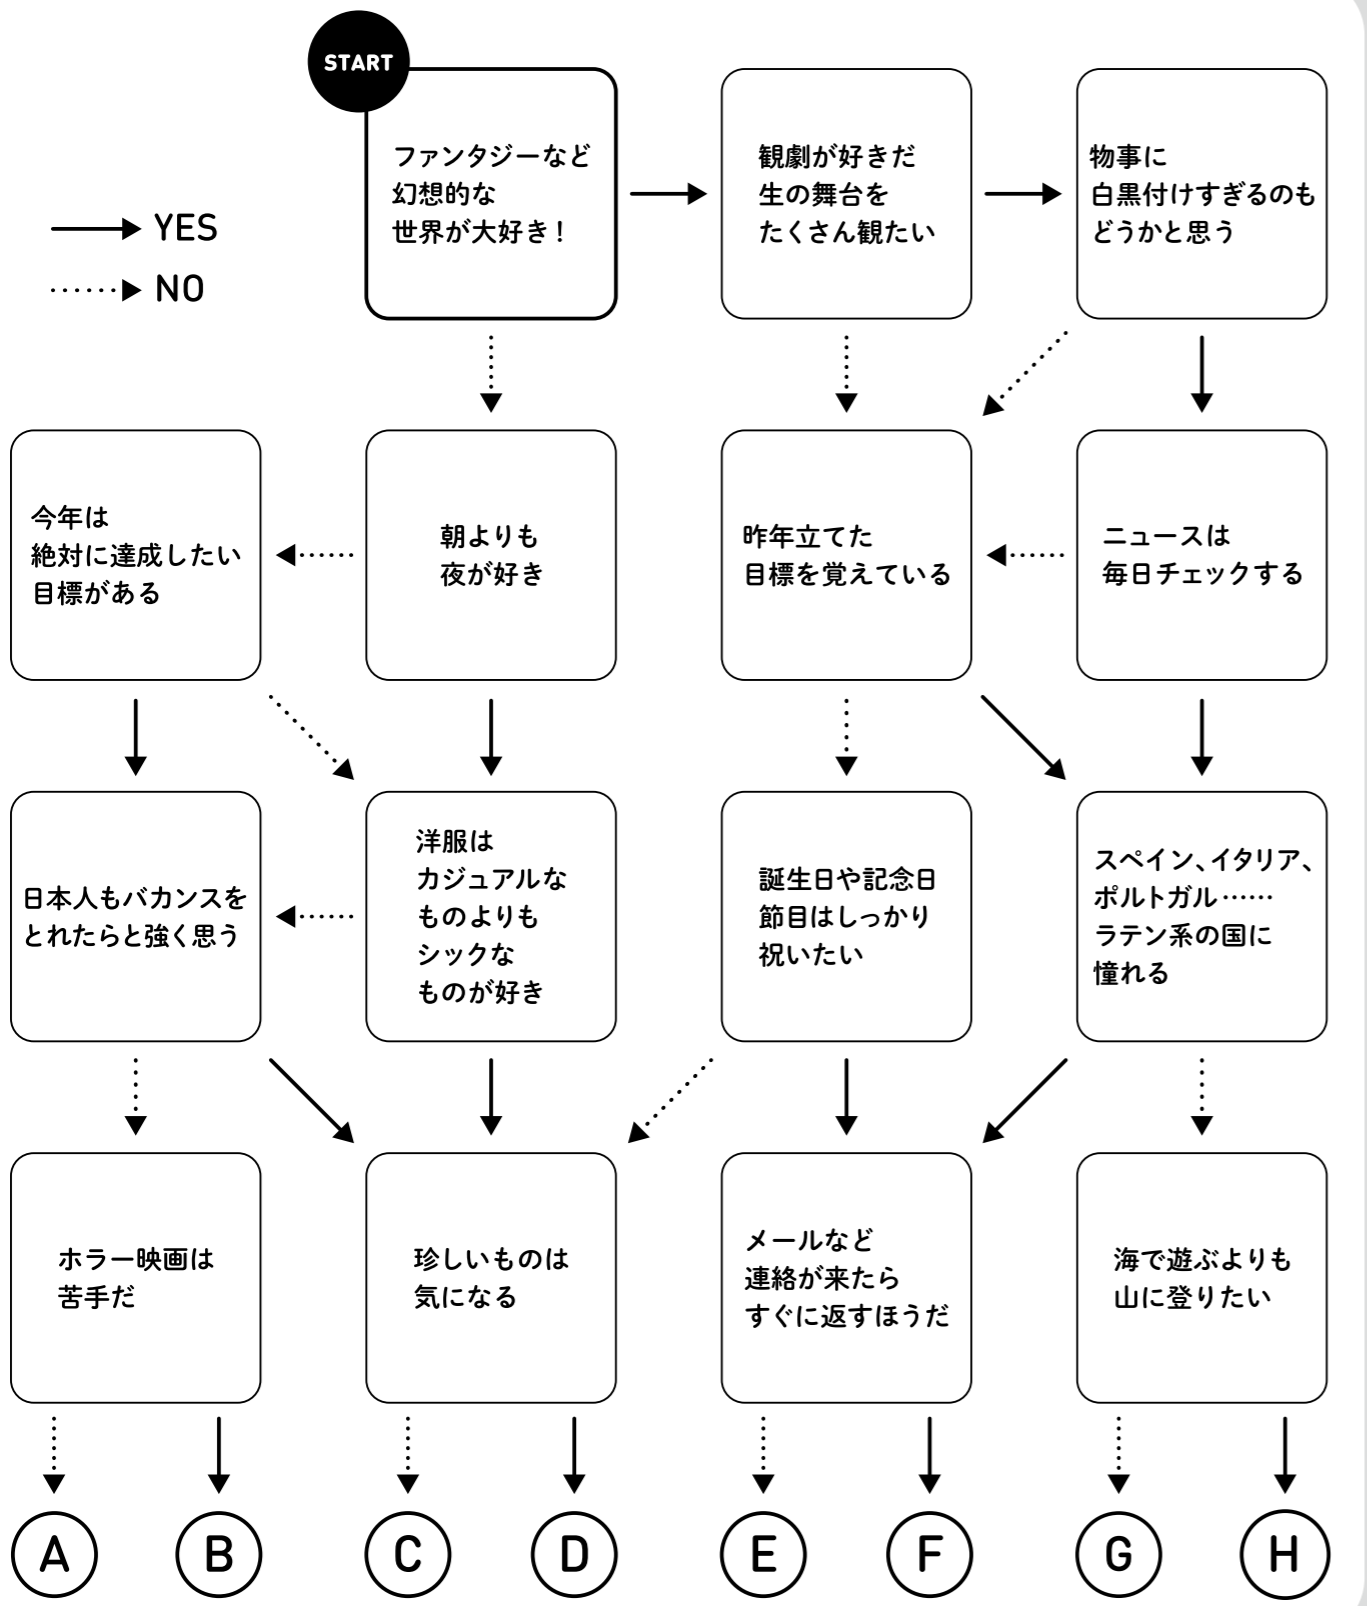 START
ファンタジーなど
幻想的な
世界が大好き！
観劇が好きだ
生の舞台を
たくさん観たい
物事に
白黒付けすぎるのも
どうかと思う
YES
NO
今年は
絶対に達成したい
目標がある
朝よりも
夜が好き
昨年立てた
目標を覚えている
ニュースは
毎日チェックする
日本人もバカンスを
とれたらと強く思う
洋服は
カジュアルな
ものよりも
シックな
ものが好き
誕生日や記念日
節目はしっかり
祝いたい
スペイン、イタリア、
ポルトガル……
ラテン系の国に
憧れる
ホラー映画は
苦手だ
珍しいものは
気になる
メールなど
連絡が来たら
すぐに返すほうだ
海で遊ぶよりも
山に登りたい
A
B
C
D
E
F
G
H